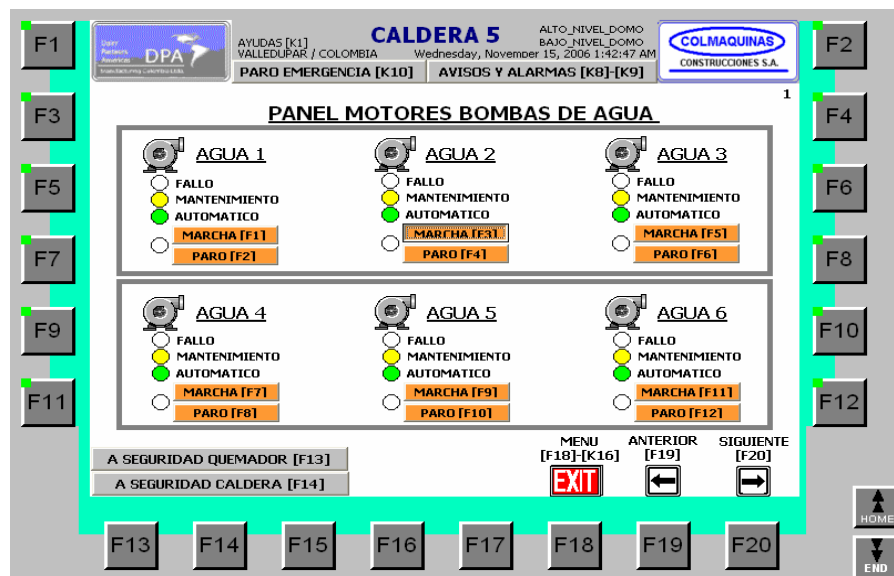 F1
Dairy
Partners
Americas
DPA
Manufacturing Colombia Ltda.
AYUDAS [K1]
VALLEDUPAR / COLOMBIA
CALDERA 5
Wednesday, November 15, 2006 1:42:47 AM
ALTO_NIVEL_DOMO
BAJO_NIVEL_DOMO
COLMAQUINAS
CONSTRUCCIONES S.A.
F2
PARO EMERGENCIA [K10]
AVISOS Y ALARMAS [K8]-[K9]
1
F3
PANEL MOTORES BOMBAS DE AGUA
F4
AGUA 1
FALLO
MANTENIMIENTO
AUTOMATICO
MARCHA [F1]
PARO [F2]
AGUA 2
FALLO
MANTENIMIENTO
AUTOMATICO
MARCHA [F3]
PARO [F4]
AGUA 3
FALLO
MANTENIMIENTO
AUTOMATICO
MARCHA [F5]
PARO [F6]
F5
F6
F7
F8
AGUA 4
FALLO
MANTENIMIENTO
AUTOMATICO
MARCHA [F7]
PARO [F8]
AGUA 5
FALLO
MANTENIMIENTO
AUTOMATICO
MARCHA [F9]
PARO [F10]
AGUA 6
FALLO
MANTENIMIENTO
AUTOMATICO
MARCHA [F11]
PARO [F12]
F9
F10
F11
F12
A SEGURIDAD QUEMADOR [F13]
A SEGURIDAD CALDERA [F14]
MENU
[F18]-[K16]
EXIT
ANTERIOR
[F19]
SIGUIENTE
[F20]
HOME
F13
F14
F15
F16
F17
F18
F19
F20
END